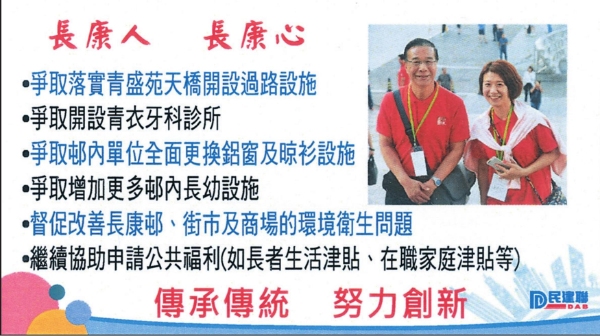 長康人 長康心
•爭取落實青盛苑天橋開設過路設施
•爭取開設青衣牙科診所
•爭取邨內單位全面更換鋁窗及晾衫設施
•爭取增加更多邨內長幼設施
•督促改善長康邨、街市及商場的環境衛生問題
•繼續協助申請公共福利(如長者生活津貼、在職家庭津貼等)
傳承傳統 努力創新
民建聯
DAB